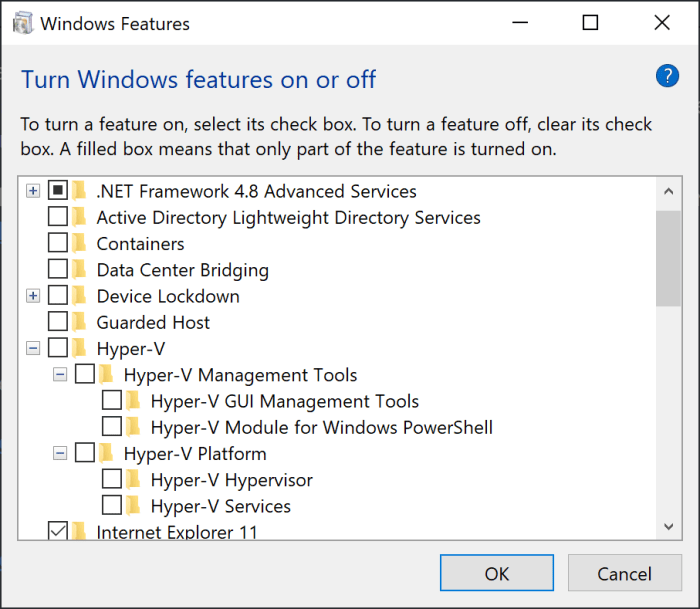 Windows Features
Turn Windows features on or off
?
To turn a feature on, select its check box. To turn a feature off, clear its check
box. A filled box means that only part of the feature is turned on.
.NET Framework 4.8 Advanced Services
Active Directory Lightweight Directory Services
Containers
Data Center Bridging
Device Lockdown
Guarded Host
Hyper-V
Hyper-V Management Tools
Hyper-V GUI Management Tools
Hyper-V Module for Windows PowerShell
Hyper-V Platform
Hyper-V Hypervisor
Hyper-V Services
Internet Explorer 11
OK Cancel